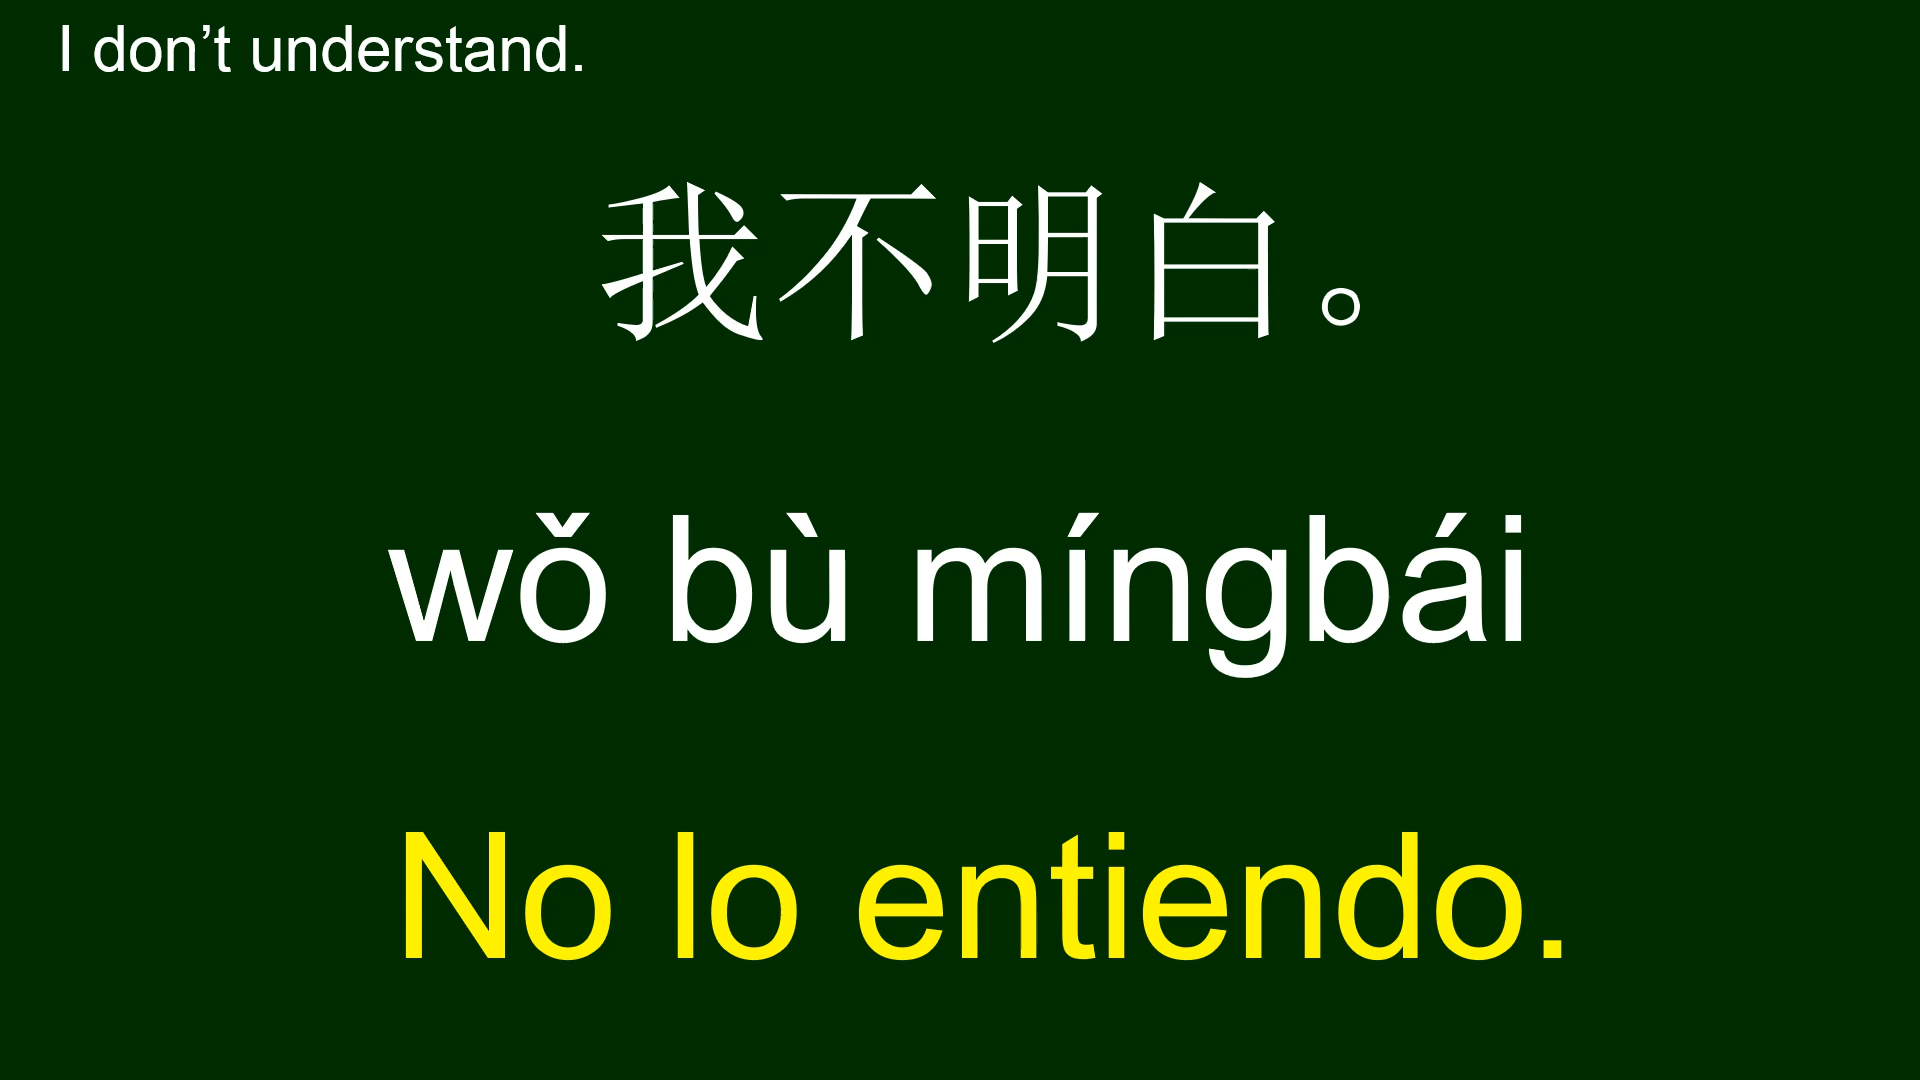 I don’t understand.
我不明白。
wǒ bù míngbái
No lo entiendo.